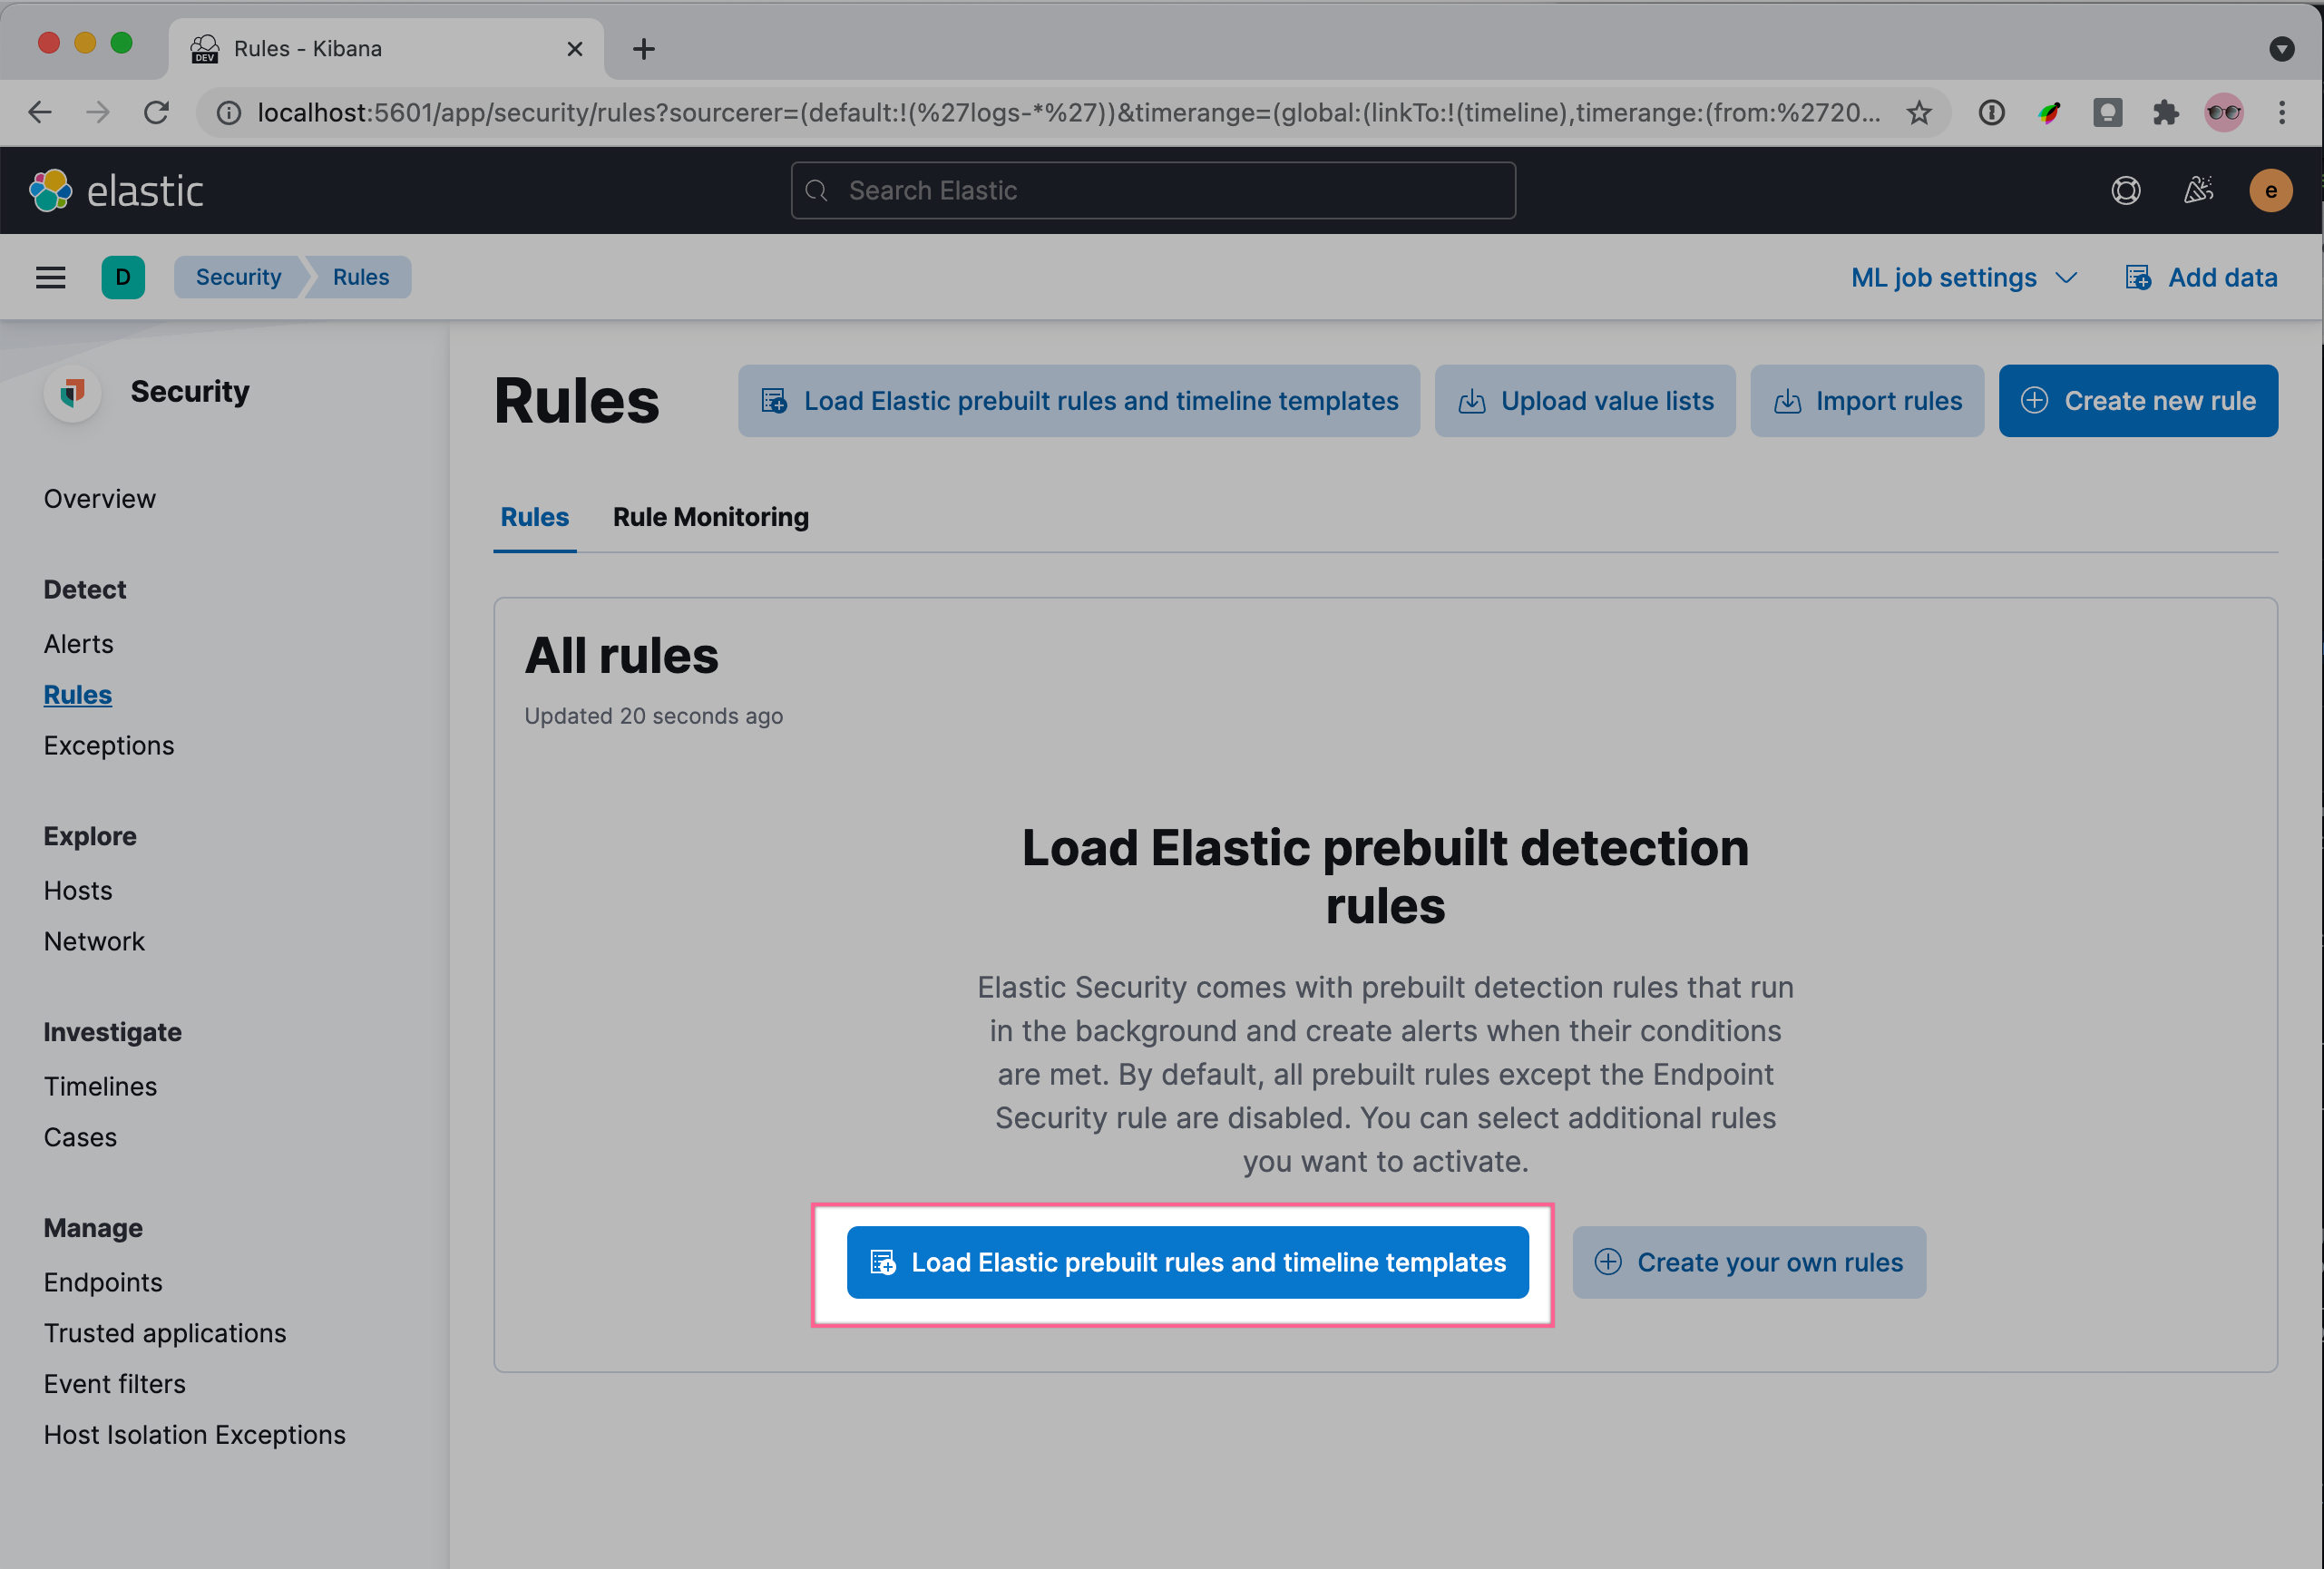 DEV
Rules - Kibana
localhost:5601/app/security/rules?sourcerer=(default:!(%27logs-*%27))&timerange=(global:(linkTo:!(timeline),timerange:(from:%2720...
elastic
Search Elastic
e
D
Security
Rules
ML job settings
Add data
Security
Overview
Detect
Alerts
Rules
Exceptions
Explore
Hosts
Network
Investigate
Timelines
Cases
Manage
Endpoints
Trusted applications
Event filters
Host Isolation Exceptions
Rules
Load Elastic prebuilt rules and timeline templates
Upload value lists
Import rules
Create new rule
Rules
Rule Monitoring
All rules
Updated 20 seconds ago
Load Elastic prebuilt detection
rules
Elastic Security comes with prebuilt detection rules that run
in the background and create alerts when their conditions
are met. By default, all prebuilt rules except the Endpoint
Security rule are disabled. You can select additional rules
you want to activate.
Load Elastic prebuilt rules and timeline templates
Create your own rules